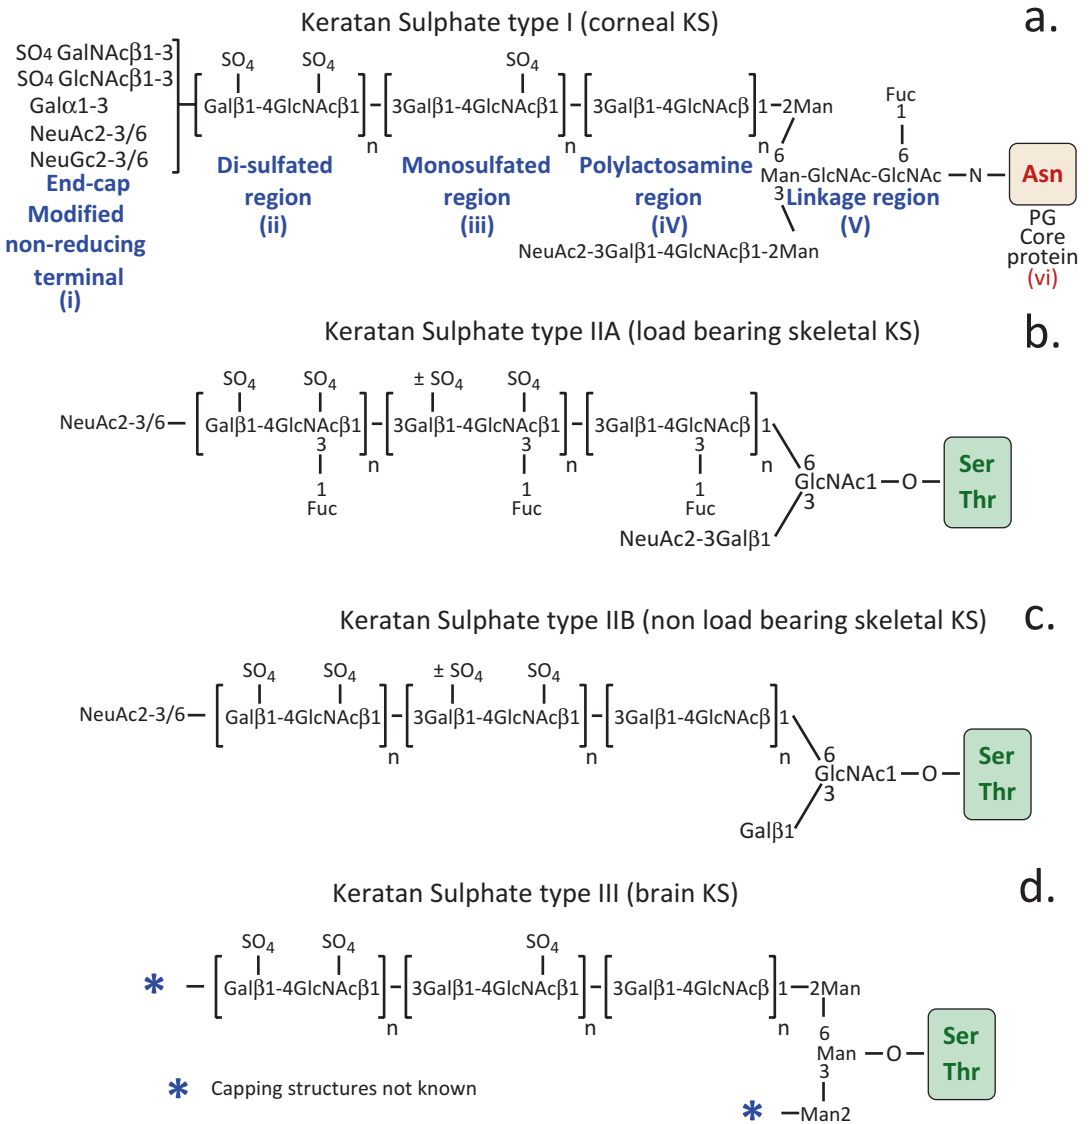 Keratan Sulphate type I (corneal KS)
a.
SO4 GalNAcβ1-3
SO4 GlcNAcβ1-3
Galα1-3
NeuAc2-3/6
NeuGc2-3/6
End-cap
Modified
non-reducing
terminal
(i)
SO4 SO4 SO4
Galβ1-4GlcNAcβ1 3Galβ1-4GlcNAcβ1 3Galβ1-4GlcNAcβ 1 2Man
n n n
Di-sulfated
region
(ii)
Monosulfated
region
(iii)
Polylactosamine
region
(iV)
Fuc
1
6 6
Man-GlcNAc-GlcNAc N Asn
3
Linkage region
(V)
NeuAc2-3Galβ1-4GlcNAcβ1-2Man
PG
Core
protein
(vi)
Keratan Sulphate type IIA (load bearing skeletal KS)
b.
SO4 SO4 ± SO4 SO4
NeuAc2-3/6 Galβ1-4GlcNAcβ1 3Galβ1-4GlcNAcβ1 3Galβ1-4GlcNAcβ 1
3 3 3
n n n
1 1 1
Fuc Fuc Fuc
6
GlcNAc1 O Ser
Thr
3
NeuAc2-3Galβ1
Keratan Sulphate type IIB (non load bearing skeletal KS)
c.
SO4 SO4 ± SO4 SO4
NeuAc2-3/6 Galβ1-4GlcNAcβ1 3Galβ1-4GlcNAcβ1 3Galβ1-4GlcNAcβ 1
n n n
6
GlcNAc1 O Ser
Thr
3
Galβ1
Keratan Sulphate type III (brain KS)
d.
SO4 SO4 SO4
* Galβ1-4GlcNAcβ1 3Galβ1-4GlcNAcβ1 3Galβ1-4GlcNAcβ 1 2Man
n n n
6
Man O Ser
Thr
3
* Capping structures not known
* Man2